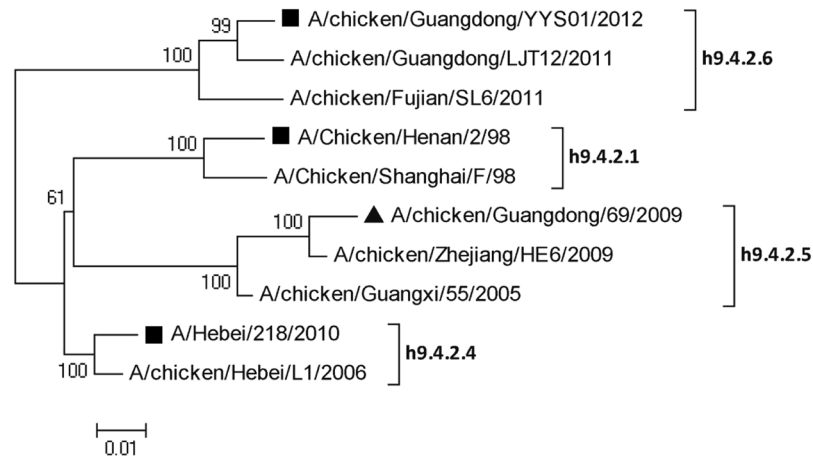 99
A/chicken/Guangdong/YYS01/2012
100
A/chicken/Guangdong/LJT12/2011
h9.4.2.6
A/chicken/Fujian/SL6/2011
100
A/Chicken/Henan/2/98
h9.4.2.1
A/Chicken/Shanghai/F/98
61
100
A/chicken/Guangdong/69/2009
A/chicken/Zhejiang/HE6/2009
h9.4.2.5
100
A/chicken/Guangxi/55/2005
A/Hebei/218/2010
h9.4.2.4
100
A/chicken/Hebei/L1/2006
0.01